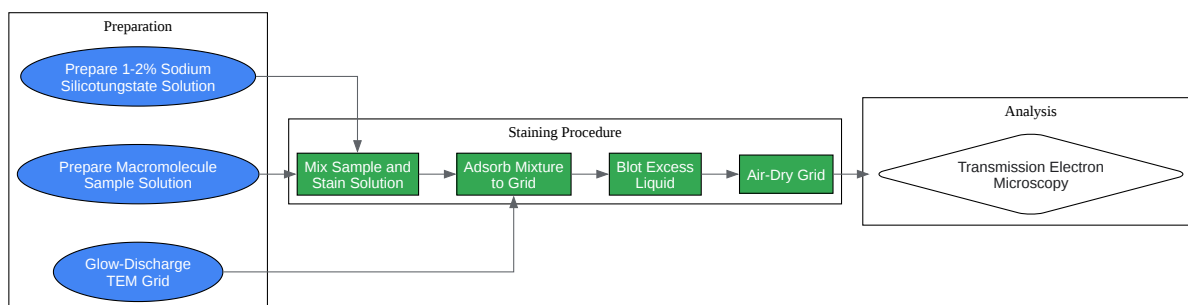 Preparation
Prepare 1-2% Sodium
Silicotungstate Solution
Prepare Macromolecule
Sample Solution
Glow-Discharge
TEM Grid
Staining Procedure
Mix Sample and
Stain Solution
Adsorb Mixture
to Grid
Blot Excess
Liquid
Air-Dry Grid
Analysis
Transmission Electron
Microscopy